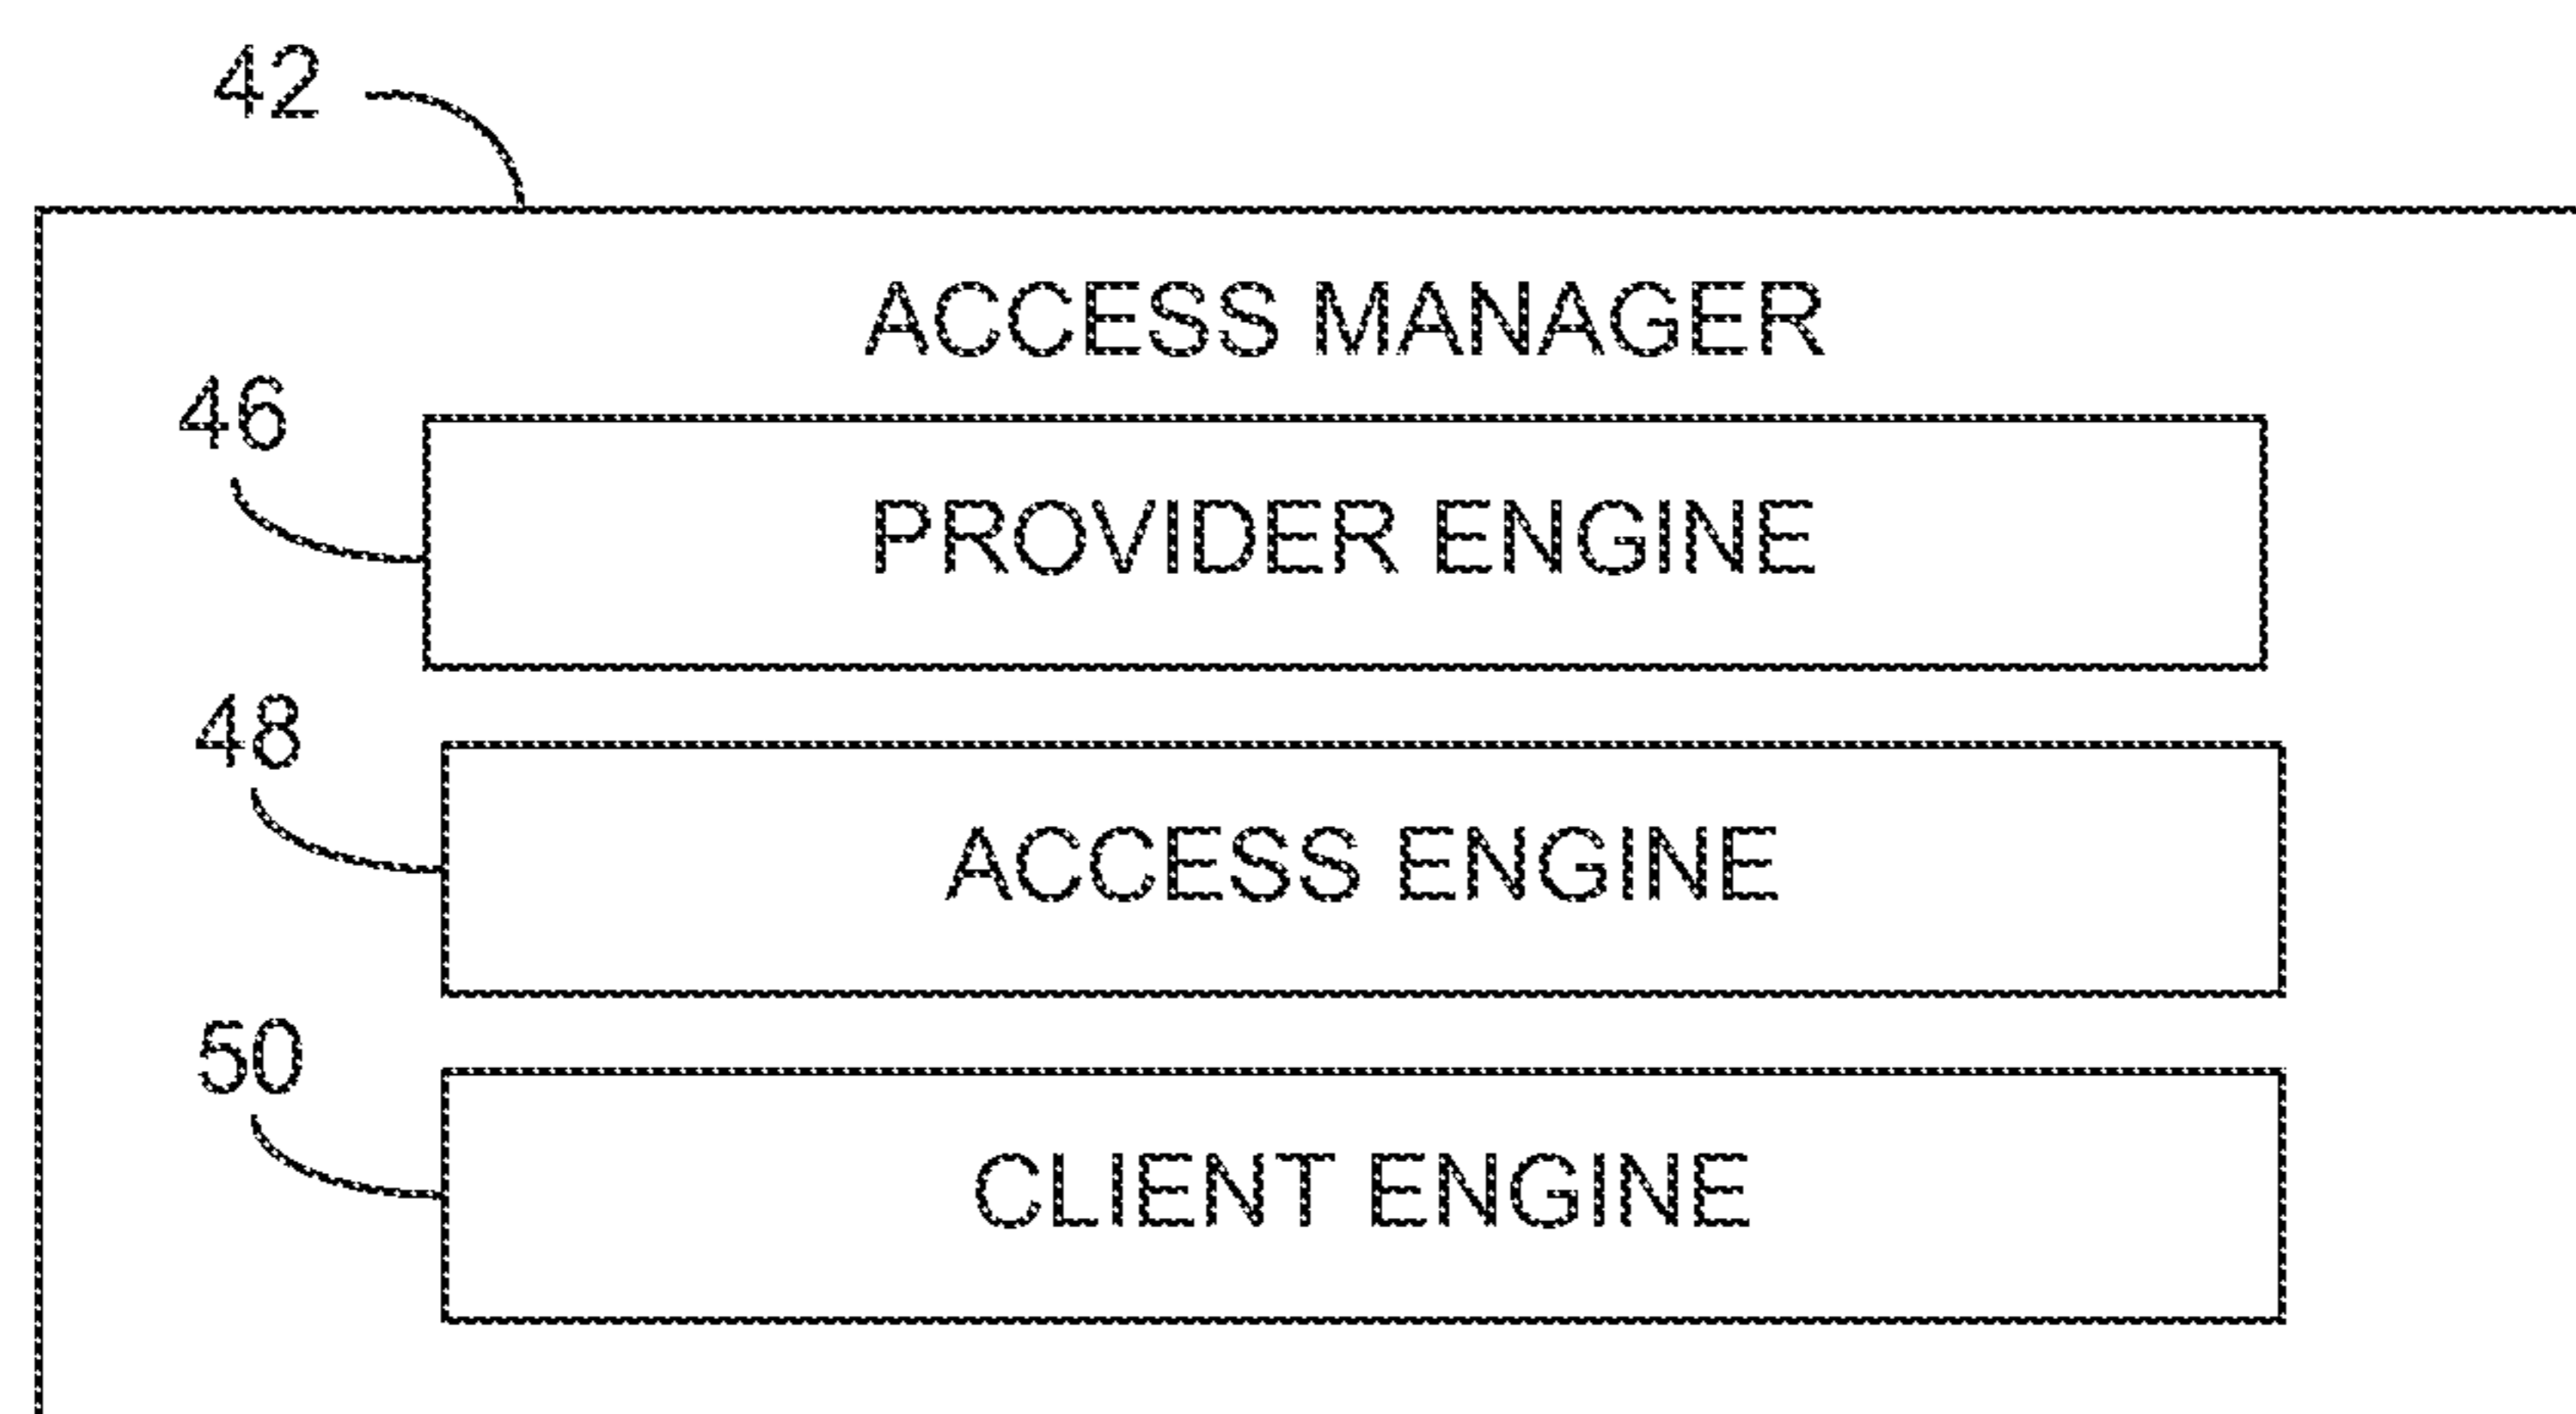 42
ACCESS MANAGER
46
PROVIDER ENGINE
48
ACCESS ENGINE
50
CLIENT ENGINE